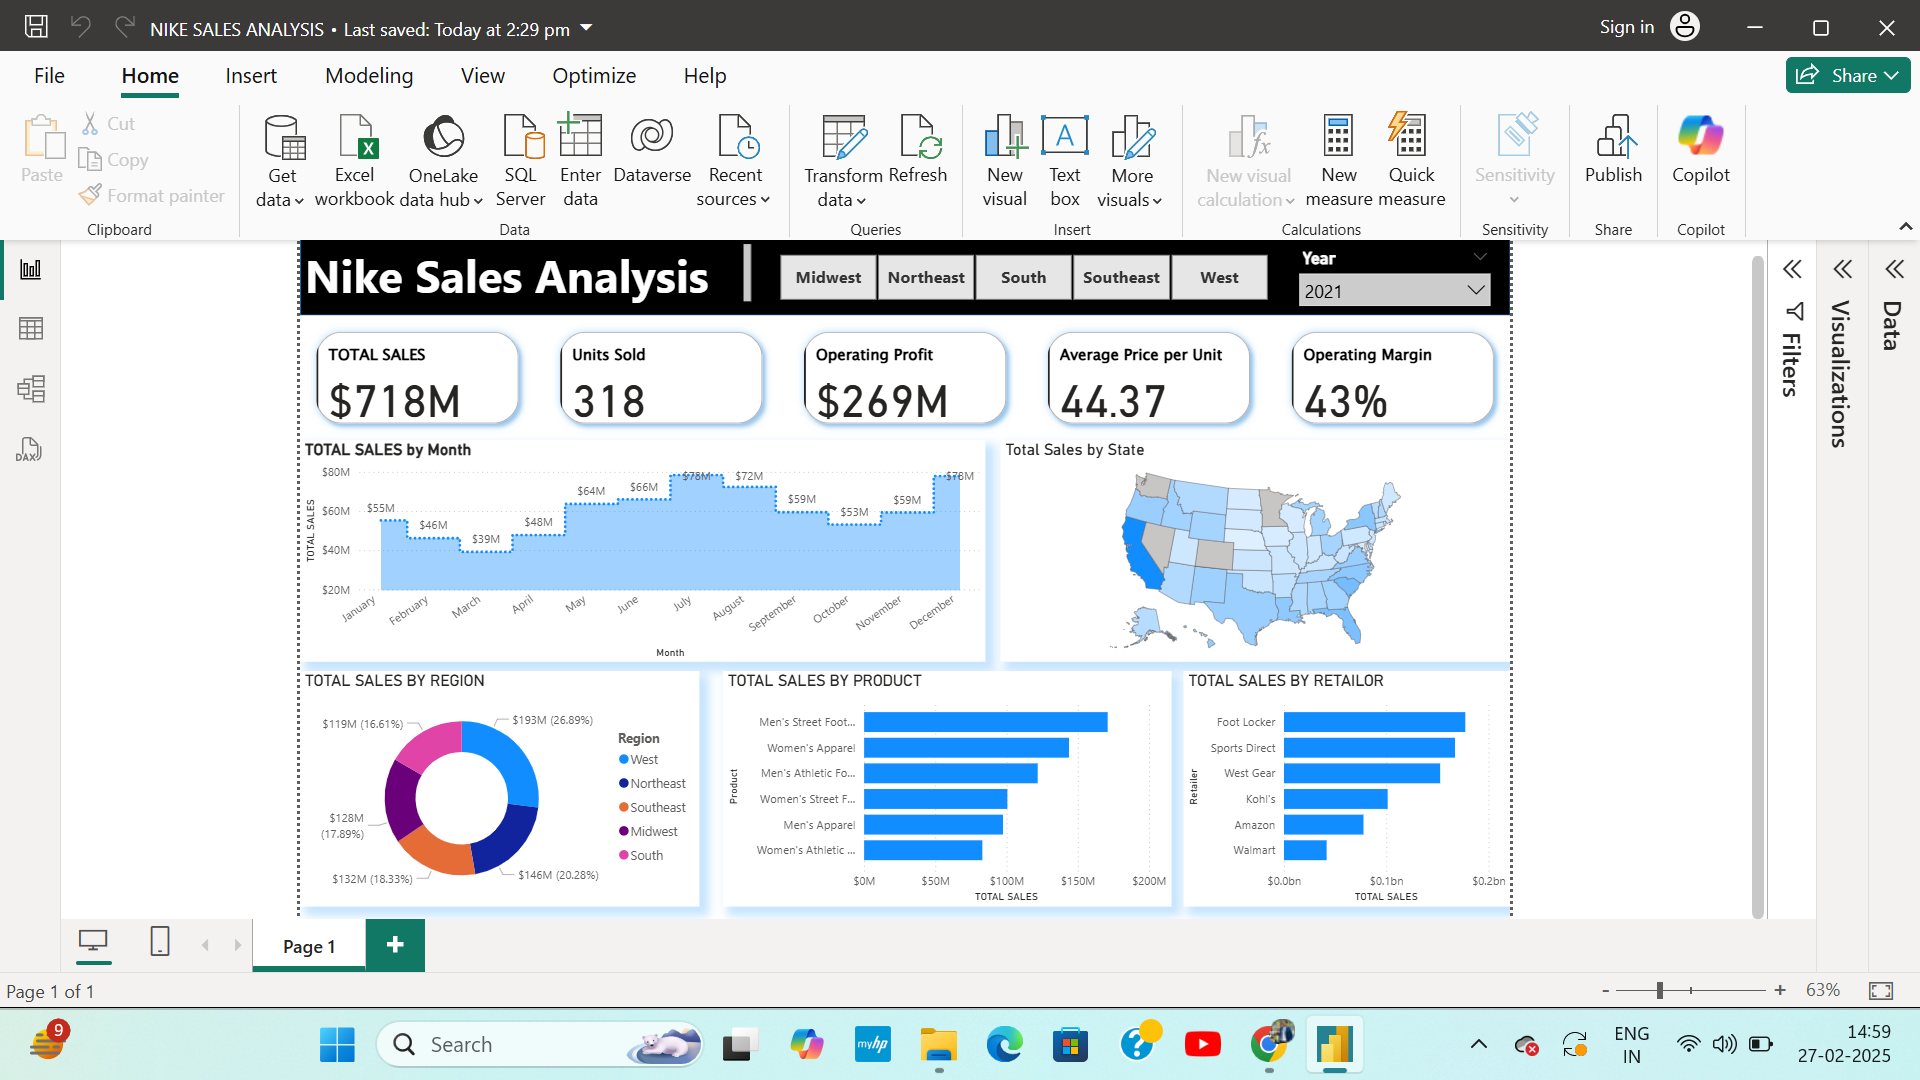 NIKE SALES ANALYSIS • Last saved: Today at 2:29 pm
Sign in
File Home Insert Modeling View Optimize Help
Share
Paste
Cut
Copy
Format painter
Clipboard
Get data
Excel workbook
OneLake data hub
SQL Server
Enter data
Dataverse
Recent sources
Data
Transform data
Refresh
Queries
New visual
Text box
More visuals
Insert
New visual calculation
New measure
Quick measure
Calculations
Sensitivity
Sensitivity
Publish
Share
Copilot
Copilot
Nike Sales Analysis
Midwest Northeast South Southeast West
Year
2021
TOTAL SALES
$718M
Units Sold
318
Operating Profit
$269M
Average Price per Unit
44.37
Operating Margin
43%
Filters
Visualizations
Data
TOTAL SALES by Month
TOTAL SALES
$80M
$60M
$40M
$20M
$55M
$46M
$39M
$48M
$64M
$66M
$78M
$72M
$59M
$53M
$59M
$78M
January
February
March
April
May
June
July
August
September
October
November
December
Month
Total Sales by State
TOTAL SALES BY REGION
$119M (16.61%)
$193M (26.89%)
$128M
(17.89%)
$132M (18.33%)
$146M (20.28%)
Region
West
Northeast
Southeast
Midwest
South
TOTAL SALES BY PRODUCT
Product
Men's Street Foot...
Women's Apparel
Men's Athletic Fo...
Women's Street F...
Men's Apparel
Women's Athletic ...
$0M $50M $100M $150M $200M
TOTAL SALES
TOTAL SALES BY RETAILOR
Retailer
Foot Locker
Sports Direct
West Gear
Kohl's
Amazon
Walmart
$0.0bn $0.1bn $0.2bn
TOTAL SALES
Page 1
+
Page 1 of 1
- + 63%
9
Search
myhp
ENG
IN
14:59
27-02-2025
DAX